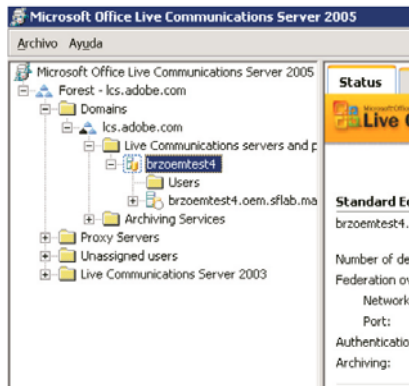 Microsoft Office Live Communications Server 2005
Archivo Ayuda
Microsoft Office Live Communications Server 2005
Forest - lcs.adobe.com
Domains
lcs.adobe.com
Live Communications servers and p
brzoemtest4
Users
brzoemtest4.oem.sflab.ma
Archiving Services
Proxy Servers
Unassigned users
Live Communications Server 2003
Status
Live
Standard E
brzoemtest4.
Number of de
Federation ov
Network
Port:
Authenticatio
Archiving: